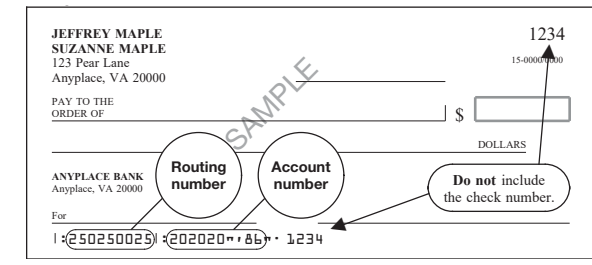 JEFFREY MAPLE
1234
SUZANNE MAPLE
123 Pear Lane
15-0000/0000
Anyplace, VA 20000
SAMPLE
PAY TO THE
ORDER OF
$
DOLLARS
Routing
number
Account
number
ANYPLACE BANK
Anyplace, VA 20000
Do not include
the check number.
For
|:250250025|:202020"'86". 1234